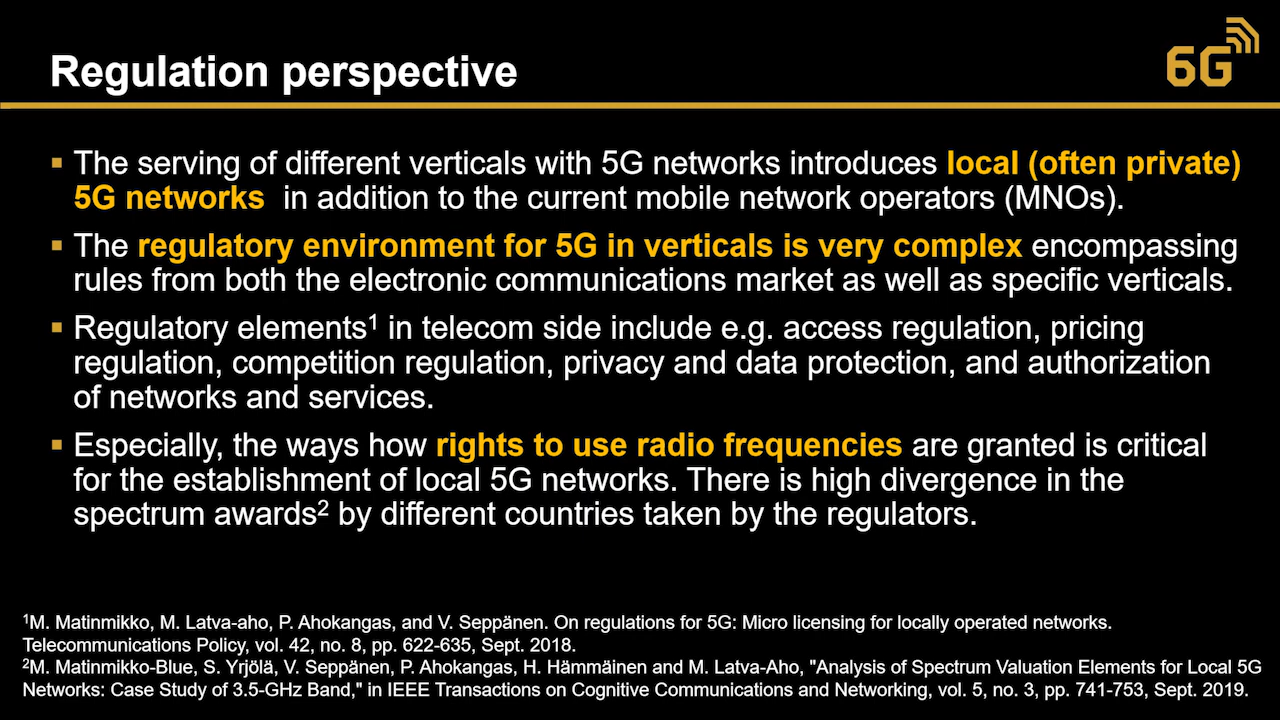 Regulation perspective
6G
▪ The serving of different verticals with 5G networks introduces local (often private)
5G networks in addition to the current mobile network operators (MNOs).
▪ The regulatory environment for 5G in verticals is very complex encompassing
rules from both the electronic communications market as well as specific verticals.
▪ Regulatory elements¹ in telecom side include e.g. access regulation, pricing
regulation, competition regulation, privacy and data protection, and authorization
of networks and services.
▪ Especially, the ways how rights to use radio frequencies are granted is critical
for the establishment of local 5G networks. There is high divergence in the
spectrum awards² by different countries taken by the regulators.
¹M. Matinmikko, M. Latva-aho, P. Ahokangas, and V. Seppänen. On regulations for 5G: Micro licensing for locally operated networks.
Telecommunications Policy, vol. 42, no. 8, pp. 622-635, Sept. 2018.
²M. Matinmikko-Blue, S. Yrjölä, V. Seppänen, P. Ahokangas, H. Hämmäinen and M. Latva-Aho, "Analysis of Spectrum Valuation Elements for Local 5G
Networks: Case Study of 3.5-GHz Band," in IEEE Transactions on Cognitive Communications and Networking, vol. 5, no. 3, pp. 741-753, Sept. 2019.